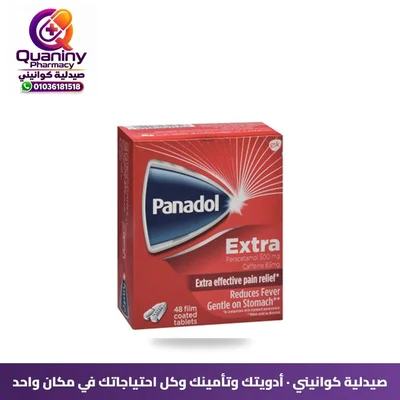 Quaniny
Pharmacy
صيدلية كوانيني
01036181518
gsk
Panadol
Extra
Paracetamol 500 mg
Caffeine 65mg
Extra effective pain relief*
Reduces Fever
Gentle on Stomach**
48 film
coated
tablets
صيدلية كوانيني · أدويتك وتأمينك وكل احتياجاتك في مكان واحد